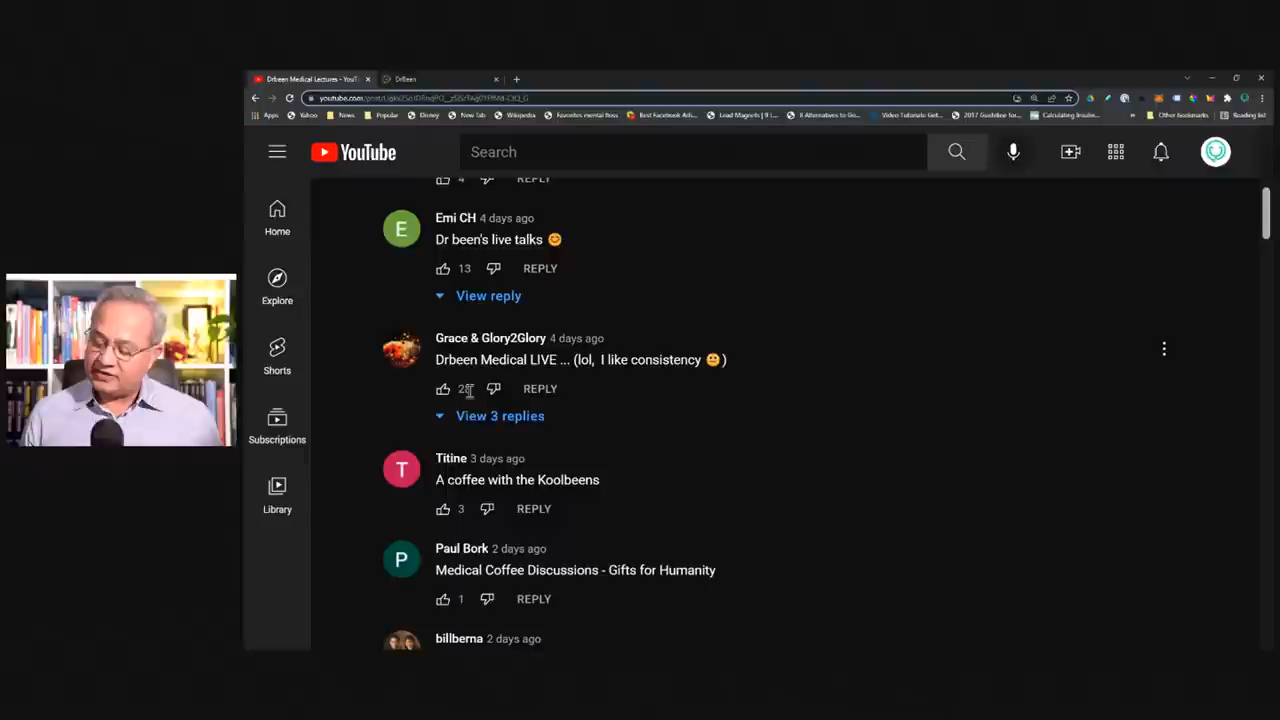 Drbeen Medical Lectures - YouT
DrBeen
Apps
Yahoo
News
Popular
Disney
New Tab
Wikipedia
Favorites mental floss
Best Facebook Adi...
Lead Magnets | 9 i...
8 Alternatives to Go...
Video Tutorials Get...
2017 Guideline for...
Calculating Insulin...
Other bookmarks
Reading list
YouTube
Search
Home
Explore
Shorts
Subscriptions
Library
4 REPLY
Emi CH 4 days ago
E
Dr been's live talks 😊
13 REPLY
View reply
Grace & Glory2Glory 4 days ago
Drbeen Medical LIVE ... (lol, I like consistency 😃 )
REPLY
View 3 replies
Titine 3 days ago
T
A coffee with the Koolbeens
3 REPLY
Paul Bork 2 days ago
P
Medical Coffee Discussions - Gifts for Humanity
1 REPLY
billberna 2 days ago